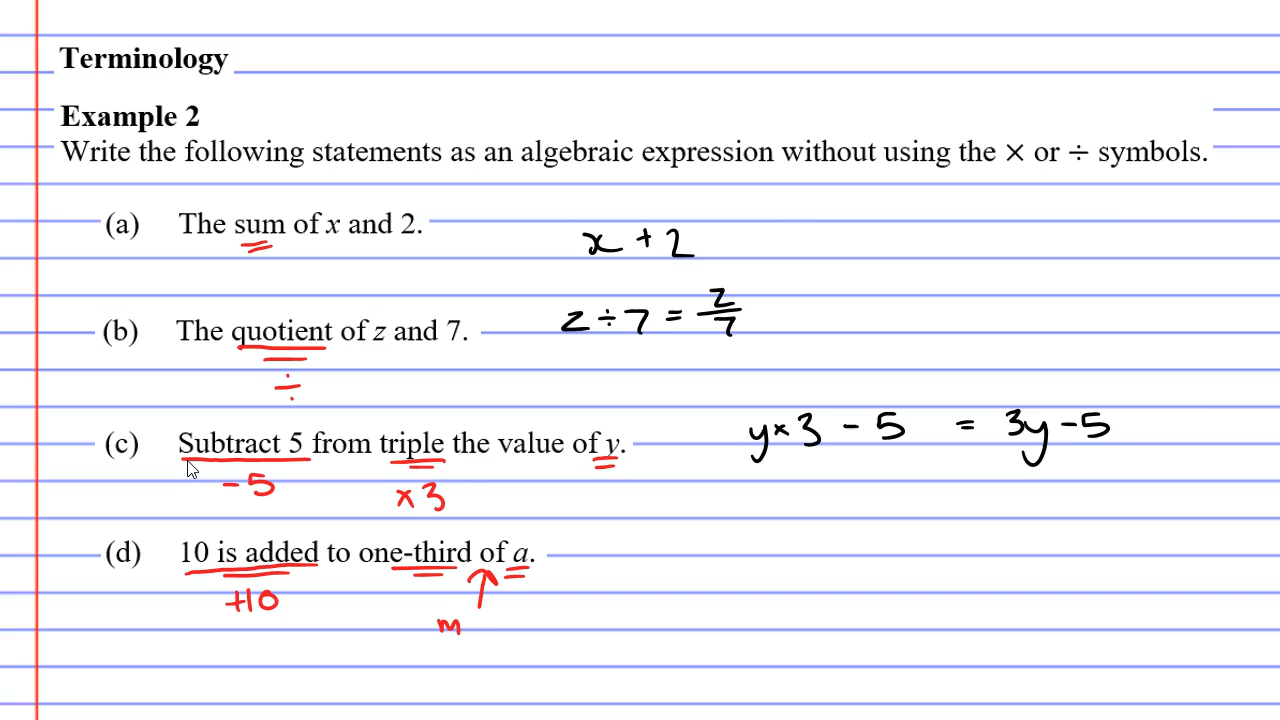 Terminology
Example 2
Write the following statements as an algebraic expression without using the × or ÷ symbols.
(a) The sum of x and 2.
x + 2
(b) The quotient of z and 7.
z ÷ 7 = z/7
÷
(c) Subtract 5 from triple the value of y.
y × 3 - 5 = 3y - 5
- 5 × 3
(d) 10 is added to one-third of a.
+10
m